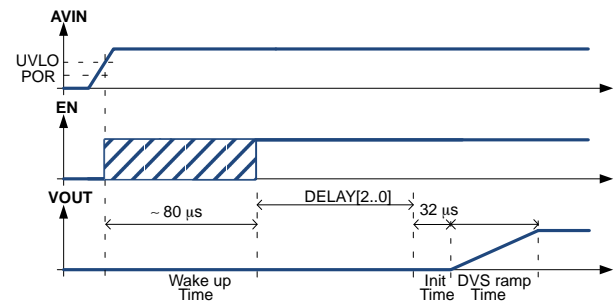 AVIN
UVLO
POR
EN
DELAY[2..0]
32 μs
VOUT
~ 80 μs
Wake up
Time
Init
Time
DVS ramp
Time